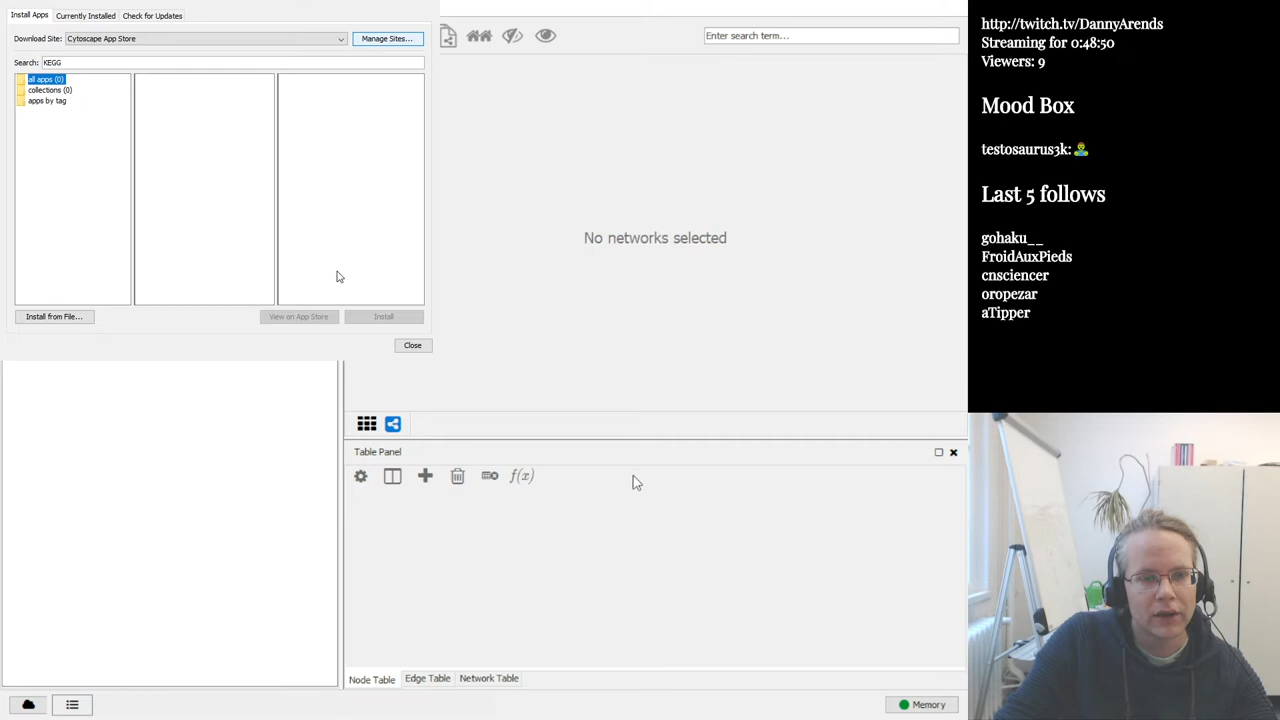 Install Apps
Currently Installed
Check for Updates
Download Site:
Cytoscape App Store
Manage Sites...
Search:
KEGG
all apps (0)
collections (0)
apps by tag
Install from File...
View on App Store
Install
Close
Enter search term...
No networks selected
Table Panel
f(x)
Node Table
Edge Table
Network Table
Memory
http://twitch.tv/DannyArends
Streaming for 0:48:50
Viewers: 9
Mood Box
testosaurus3k:
Last 5 follows
gohaku__
FroidAuxPieds
cnsciencer
oropezar
aTipper